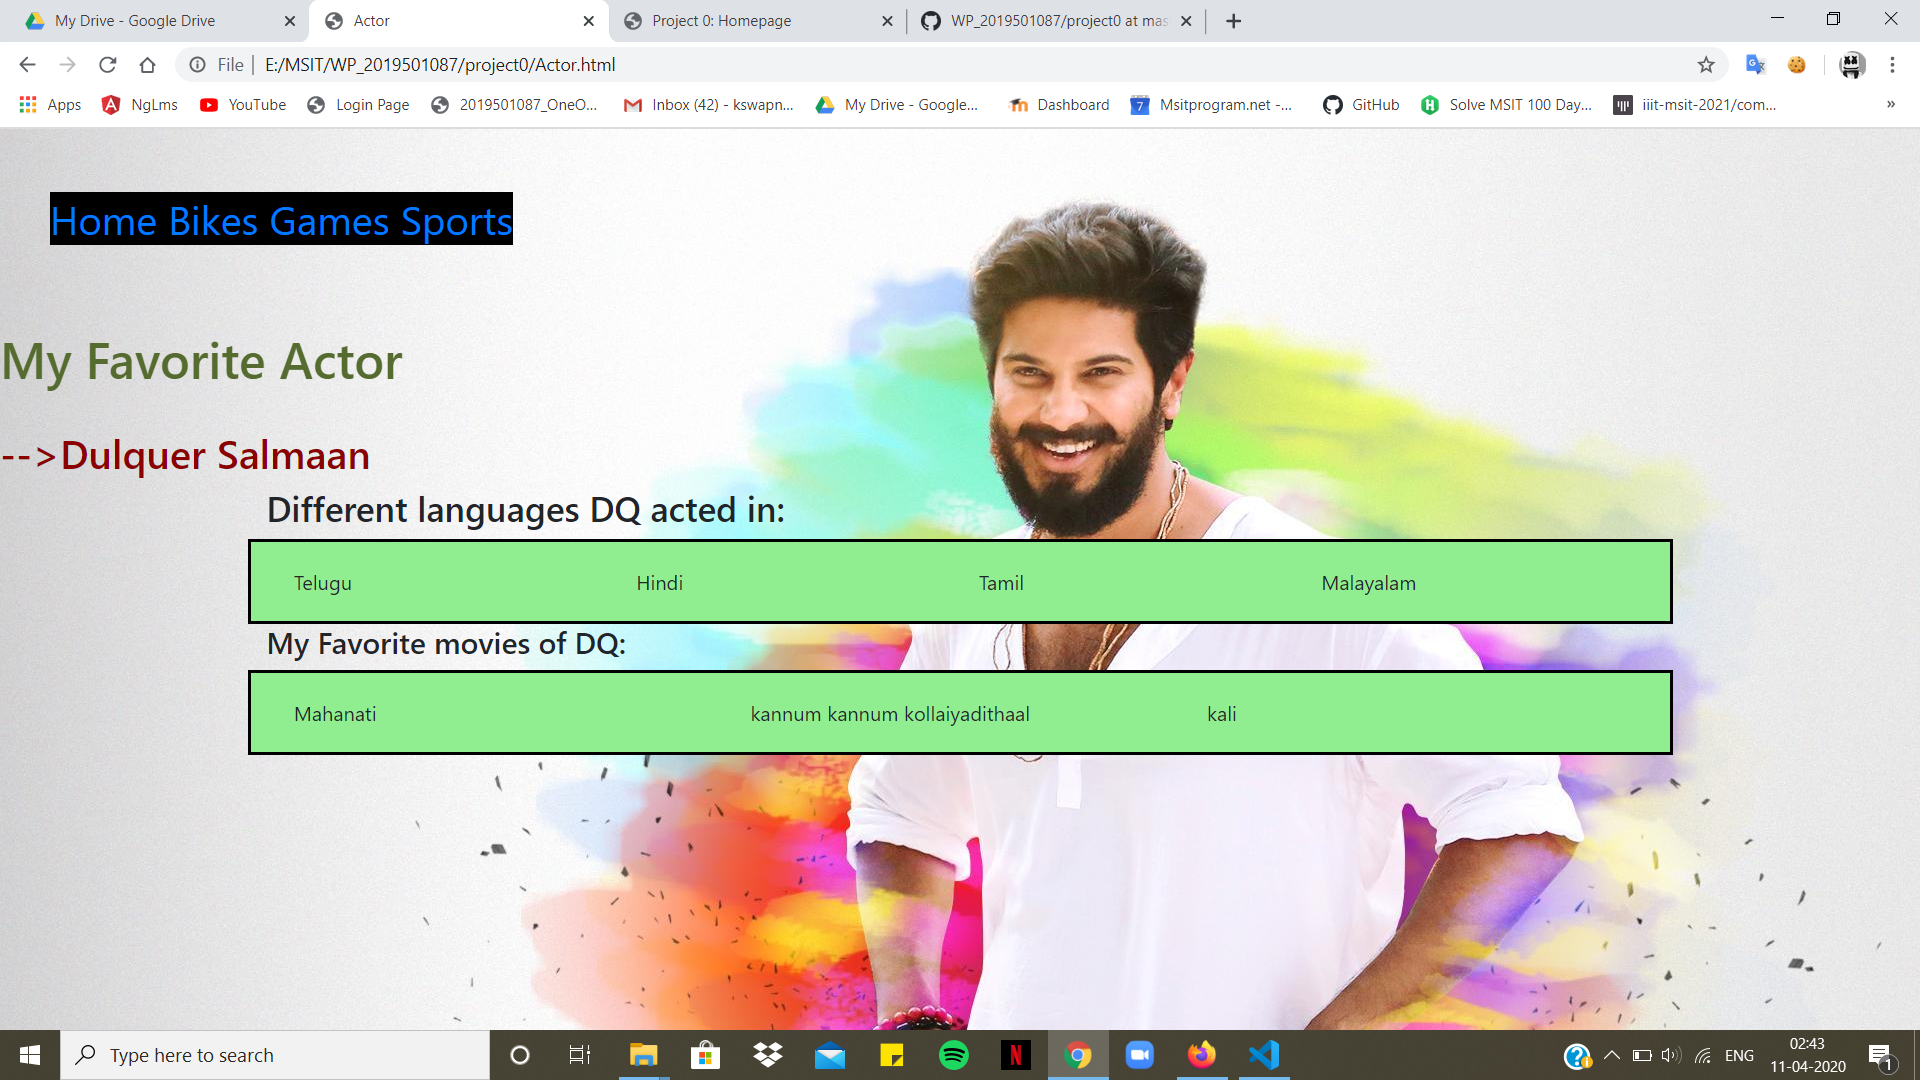 My Drive - Google Drive
Actor
Project 0: Homepage
WP_2019501087/project0 at mas
File
E:/MSIT/WP_2019501087/project0/Actor.html
Apps
NgLms
YouTube
Login Page
2019501087_OneO...
Inbox (42) - kswapn...
My Drive - Google...
Dashboard
7
Msitprogram.net -...
GitHub
Solve MSIT 100 Day...
iiit-msit-2021/com...
»
Home Bikes Games Sports
My Favorite Actor
-->Dulquer Salmaan
Different languages DQ acted in:
Telugu Hindi Tamil Malayalam
My Favorite movies of DQ:
Mahanati kannum kannum kollaiyadithaal kali
Type here to search
ENG
02:43
11-04-2020
1